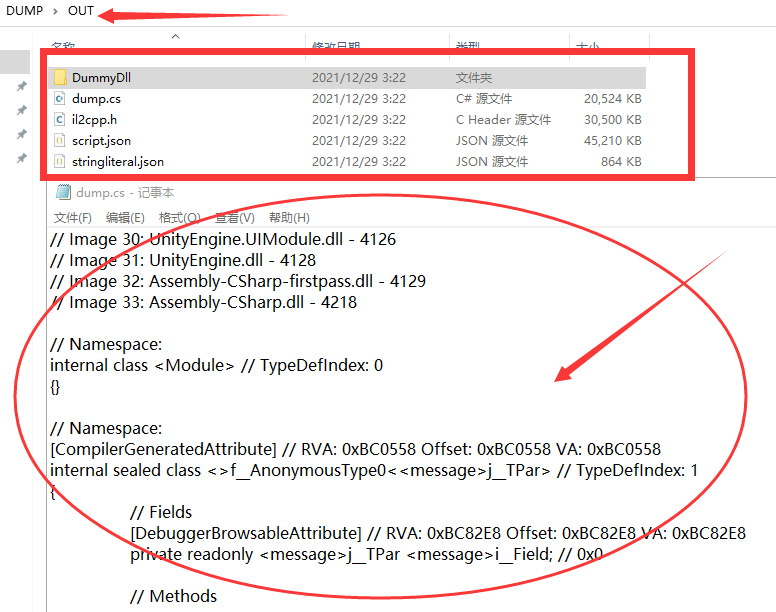 DUMP > OUT
名称 修改日期 类型 大小
DummyDll 2021/12/29 3:22 文件夹
dump.cs 2021/12/29 3:22 C# 源文件 20,524 KB
il2cpp.h 2021/12/29 3:22 C Header 源文件 30,500 KB
script.json 2021/12/29 3:22 JSON 源文件 45,210 KB
stringliteral.json 2021/12/29 3:22 JSON 源文件 864 KB
dump.cs - 记事本
文件(F) 编辑(E) 格式(O) 查看(V) 帮助(H)
// Image 30: UnityEngine.UIModule.dll - 4126
// Image 31: UnityEngine.dll - 4128
// Image 32: Assembly-CSharp-firstpass.dll - 4129
// Image 33: Assembly-CSharp.dll - 4218
// Namespace:
internal class <Module> // TypeDefIndex: 0
{}
// Namespace:
[CompilerGeneratedAttribute] // RVA: 0xBC0558 Offset: 0xBC0558 VA: 0xBC0558
internal sealed class <>f__AnonymousType0<<message>j__TPar> // TypeDefIndex: 1
{
// Fields
[DebuggerBrowsableAttribute] // RVA: 0xBC82E8 Offset: 0xBC82E8 VA: 0xBC82E8
private readonly <message>j__TPar <message>i__Field; // 0x0
// Methods